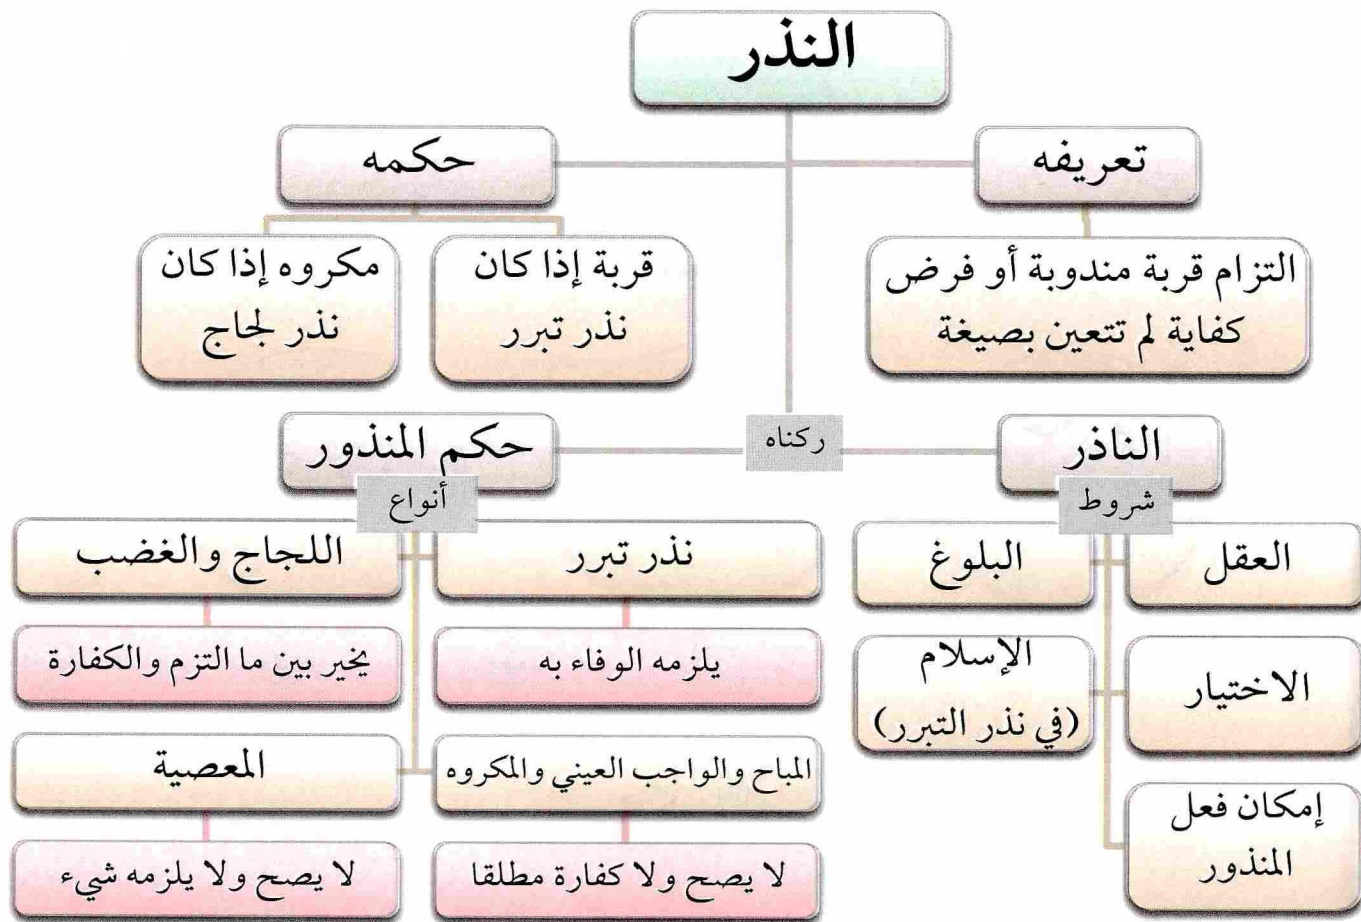 النذر
تعريفه
حكمه
التزام قربة مندوبة أو فرض
كفاية لم تتعين بصيغة
قربة إذا كان
نذر تبرر
مكروه إذا كان
نذر لجاج
ركناه
الناذر
حكم المنذور
شروط
العقل
البلوغ
الاختيار
الإسلام
(في نذر التبرر)
إمكان فعل
المنذور
أنواع
نذر تبرر
يلزمه الوفاء به
اللجاج والغضب
يخير بين ما التزم والكفارة
المباح والواجب العيني والمكروه
لا يصح ولا كفارة مطلقا
المعصية
لا يصح ولا يلزمه شيء